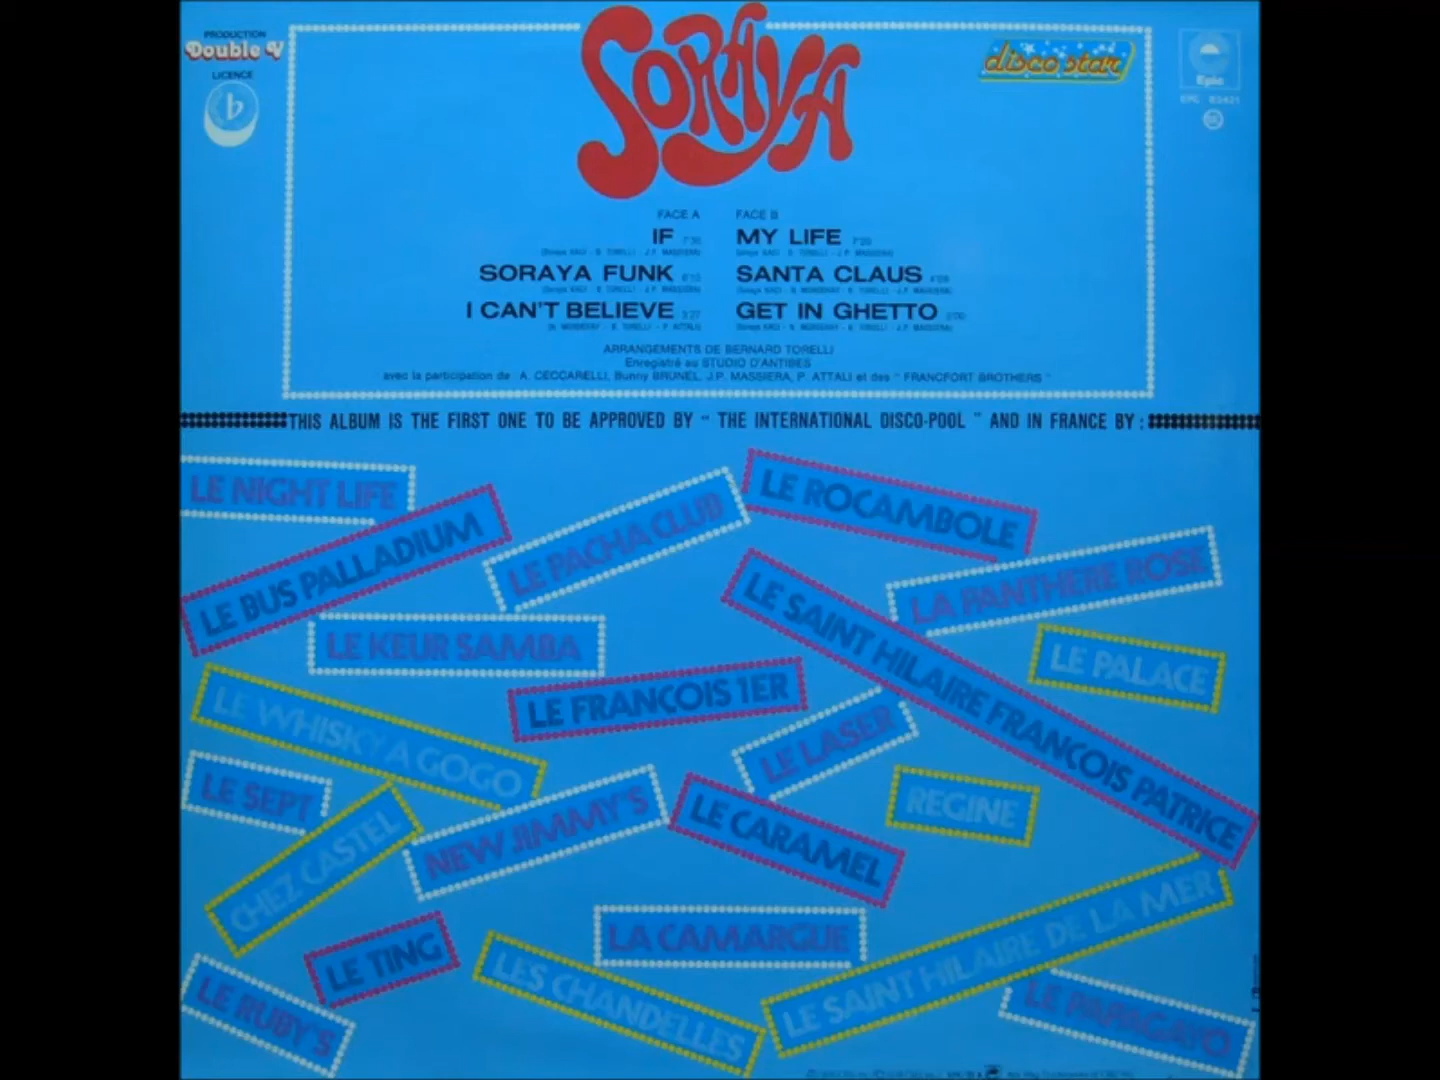 PRODUCTION
Double V
LICENCE
b
SORAYA
disco star
Epic
FACE A
IF
SORAYA FUNK
I CAN'T BELIEVE 3'27
FACE B
MY LIFE
SANTA CLAUS
GET IN GHETTO
ARRANGEMENTS DE BERNARD TORELLI
Enregistré au STUDIO D'ANTIBES
avec la participation de A. CECCARELLI, Bunny BRUNEL, J.P. MASSIERA, P. ATTALI et des " FRANCFORT BROTHERS "
THIS ALBUM IS THE FIRST ONE TO BE APPROVED BY " THE INTERNATIONAL DISCO-POOL " AND IN FRANCE BY :
LE NIGHT LIFE
LE BUS PALLADIUM
LE PACHA CLUB
LE ROCAMBOLE
LA PANTHERE ROSE
LE KEUR SAMBA
LE SAINT HILAIRE FRANÇOIS PATRICE
LE PALACE
LE WHISKY A GOGO
LE FRANÇOIS 1ER
LE LASER
LE SEPT
CHEZ CASTEL
NEW JIMMY'S
LE CARAMEL
REGINE
LE TING
LA CAMARGUE
LE SAINT HILAIRE DE LA MER
LE RUBY'S
LES CHANDELLES
LE PAPAGAYO